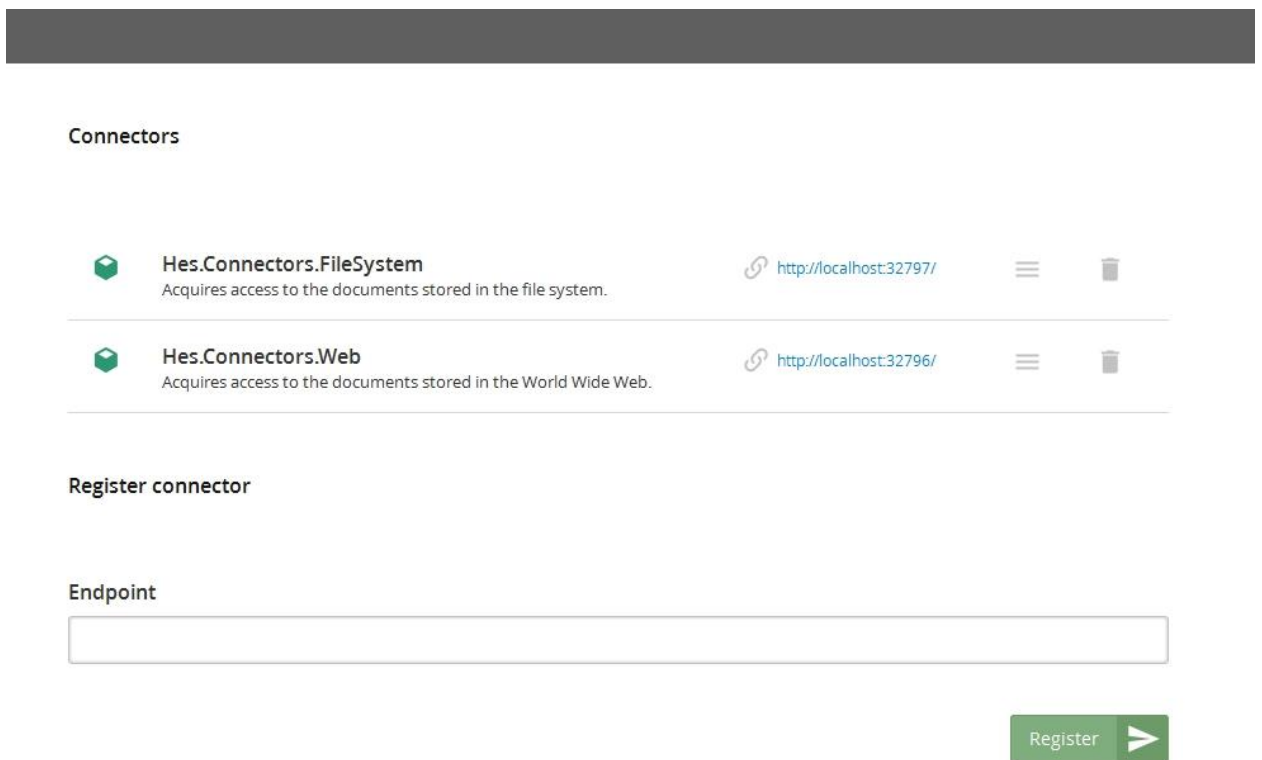 Connectors
Hes.Connectors.FileSystem
Acquires access to the documents stored in the file system.
http://localhost:32797/
Hes.Connectors.Web
Acquires access to the documents stored in the World Wide Web.
http://localhost:32796/
Register connector
Endpoint
Register